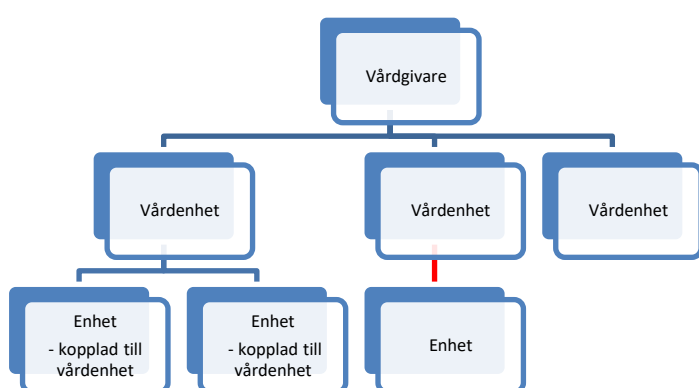 Vårdgivare
Vårdenhet
Vårdenhet
Vårdenhet
Enhet
- kopplad till
vårdenhet
Enhet
- kopplad till
vårdenhet
Enhet